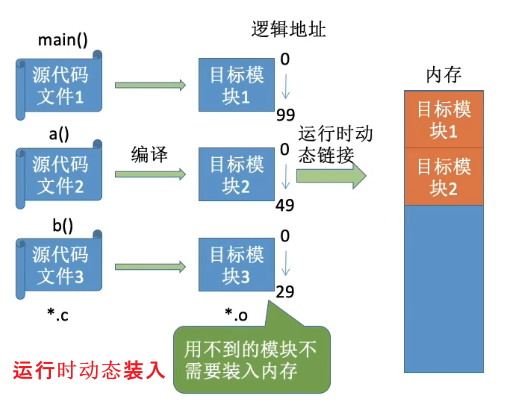 main()
源代码
文件1
目标模
块1
逻辑地址
0
99
内存
目标模
块1
目标模
块2
a()
源代码
文件2
编译
目标模
块2
0
49
运行时动
态链接
b()
源代码
文件3
目标模
块3
0
29
*.c
*.o
用不到的模块不
需要装入内存
运行时动态装入